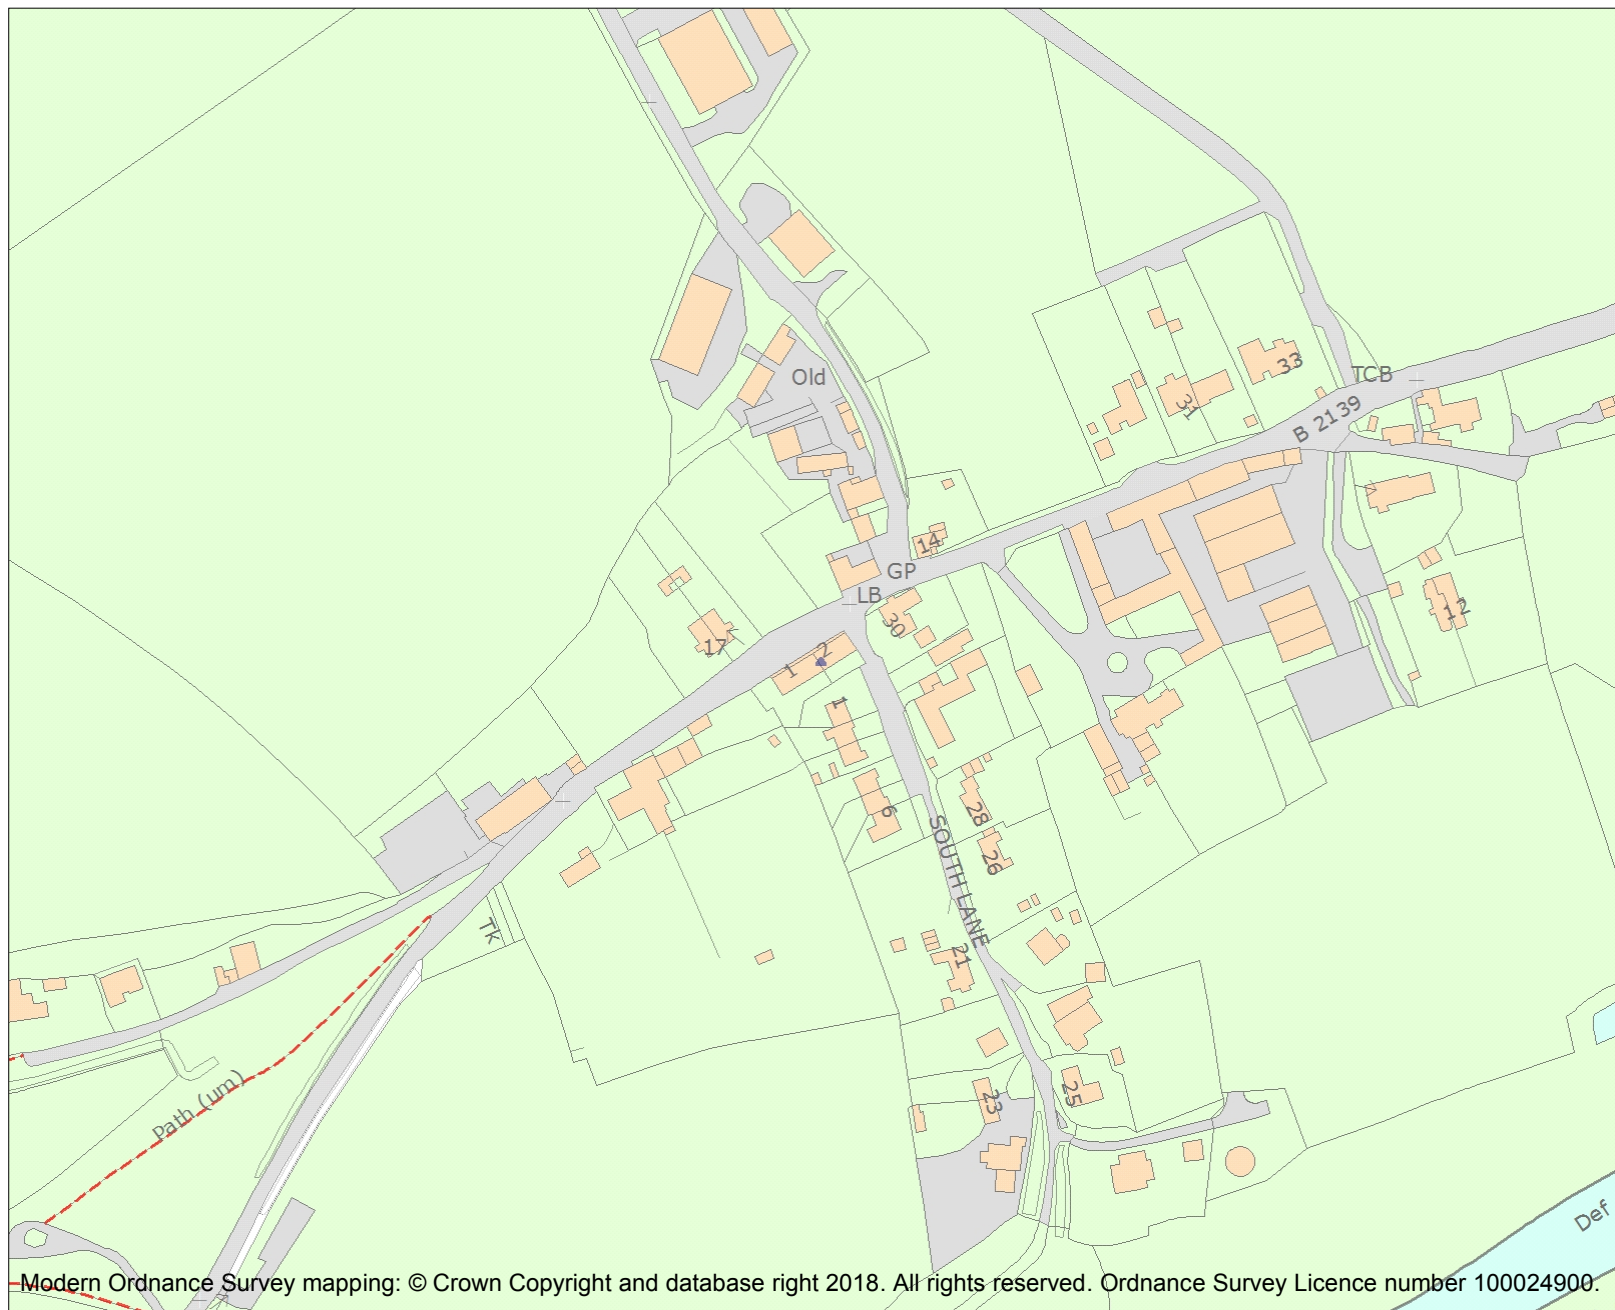 Old
33
TCB
31
B 2139
14
GP
LB
30
12
17
2
1
1
6
28
SOUTH LANE
26
Tk
21
Path (um)
25
23
Def
Modern Ordnance Survey mapping: © Crown Copyright and database right 2018. All rights reserved. Ordnance Survey Licence number 100024900.